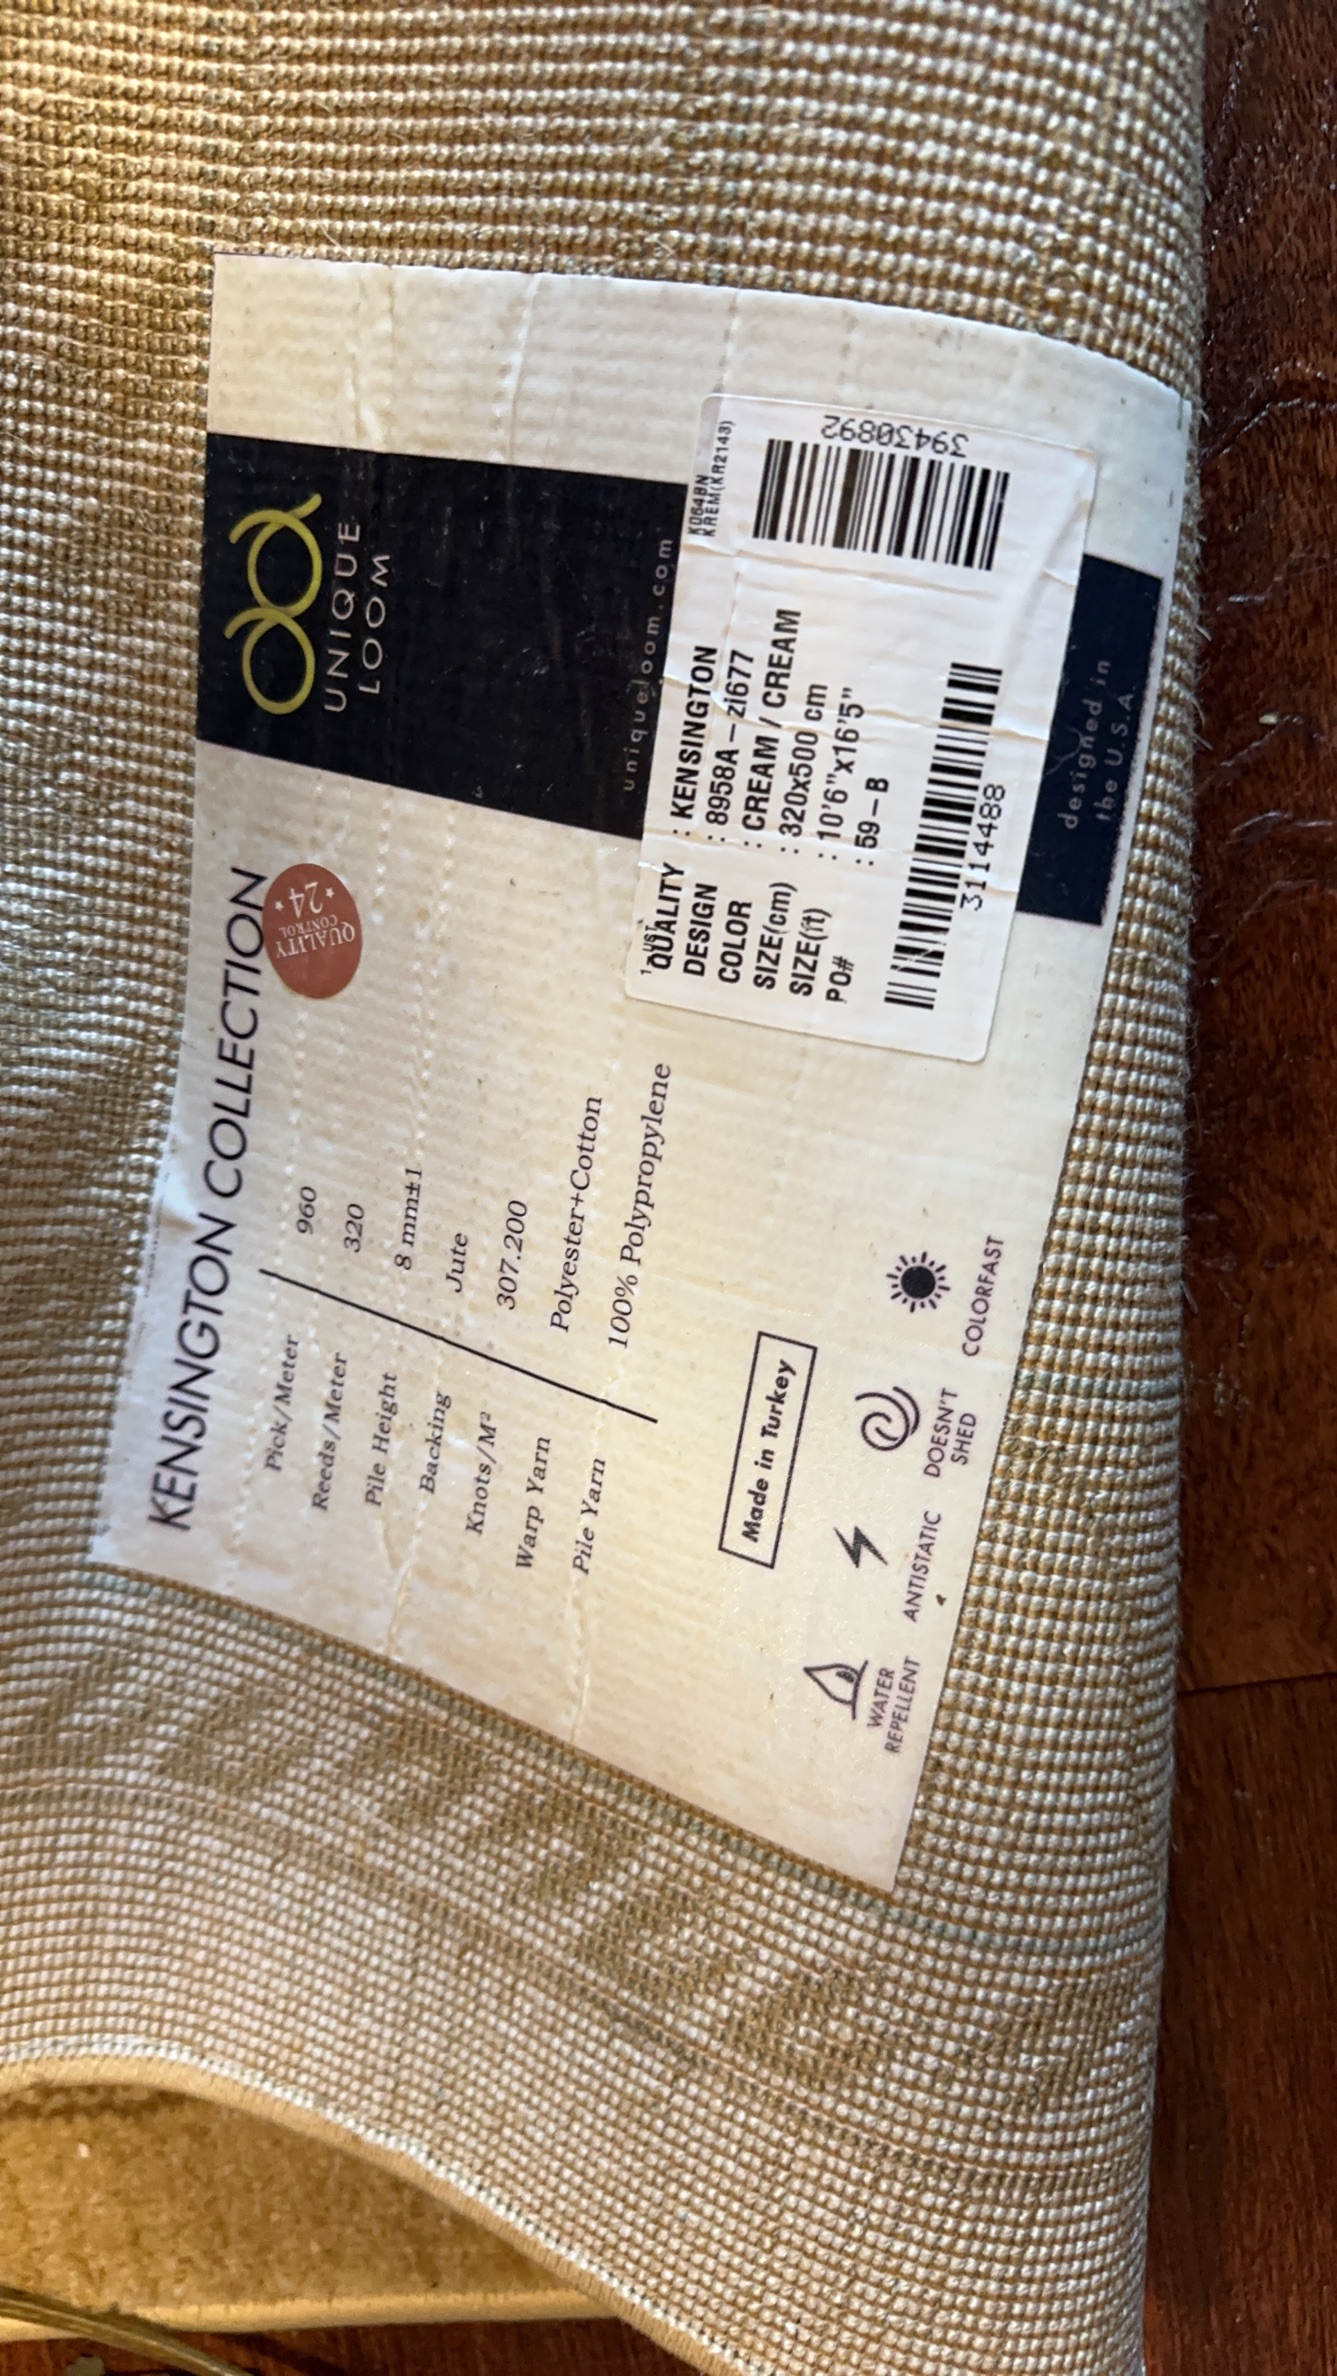 UNIQUE
LOOM
uniqueloom.com
KENSINGTON COLLECTION
QUALITY
CONTROL
24
Pick/Meter 960
Reeds/Meter 320
Pile Height 8 mm±1
Backing Jute
Knots/M² 307.200
Warp Yarn Polyester+Cotton
Pile Yarn 100% Polypropylene
Made in Turkey
WATER
REPELLENT
ANTISTATIC
DOESN'T
SHED
COLORFAST
K0648N
KREM(KR2143)
39430892
QUALITY : KENSINGTON
DESIGN : 8958A – zf677
COLOR : CREAM / CREAM
SIZE(cm) : 320x500 cm
SIZE(ft) : 10'6"x16'5"
PO# : 59 – B
3114488
designed in
the U.S.A.